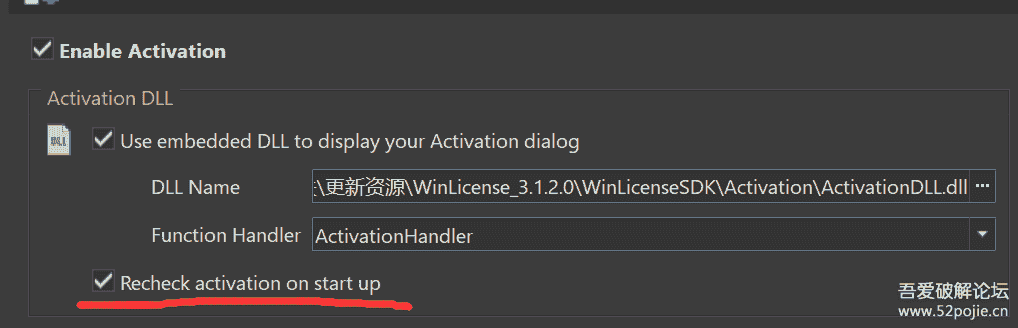 Enable Activation
Activation DLL
DLL
Use embedded DLL to display your Activation dialog
DLL Name
:\更新资源\WinLicense_3.1.2.0\WinLicenseSDK\Activation\ActivationDLL.dll ...
Function Handler
ActivationHandler
Recheck activation on start up
吾爱破解论坛
www.52pojie.cn